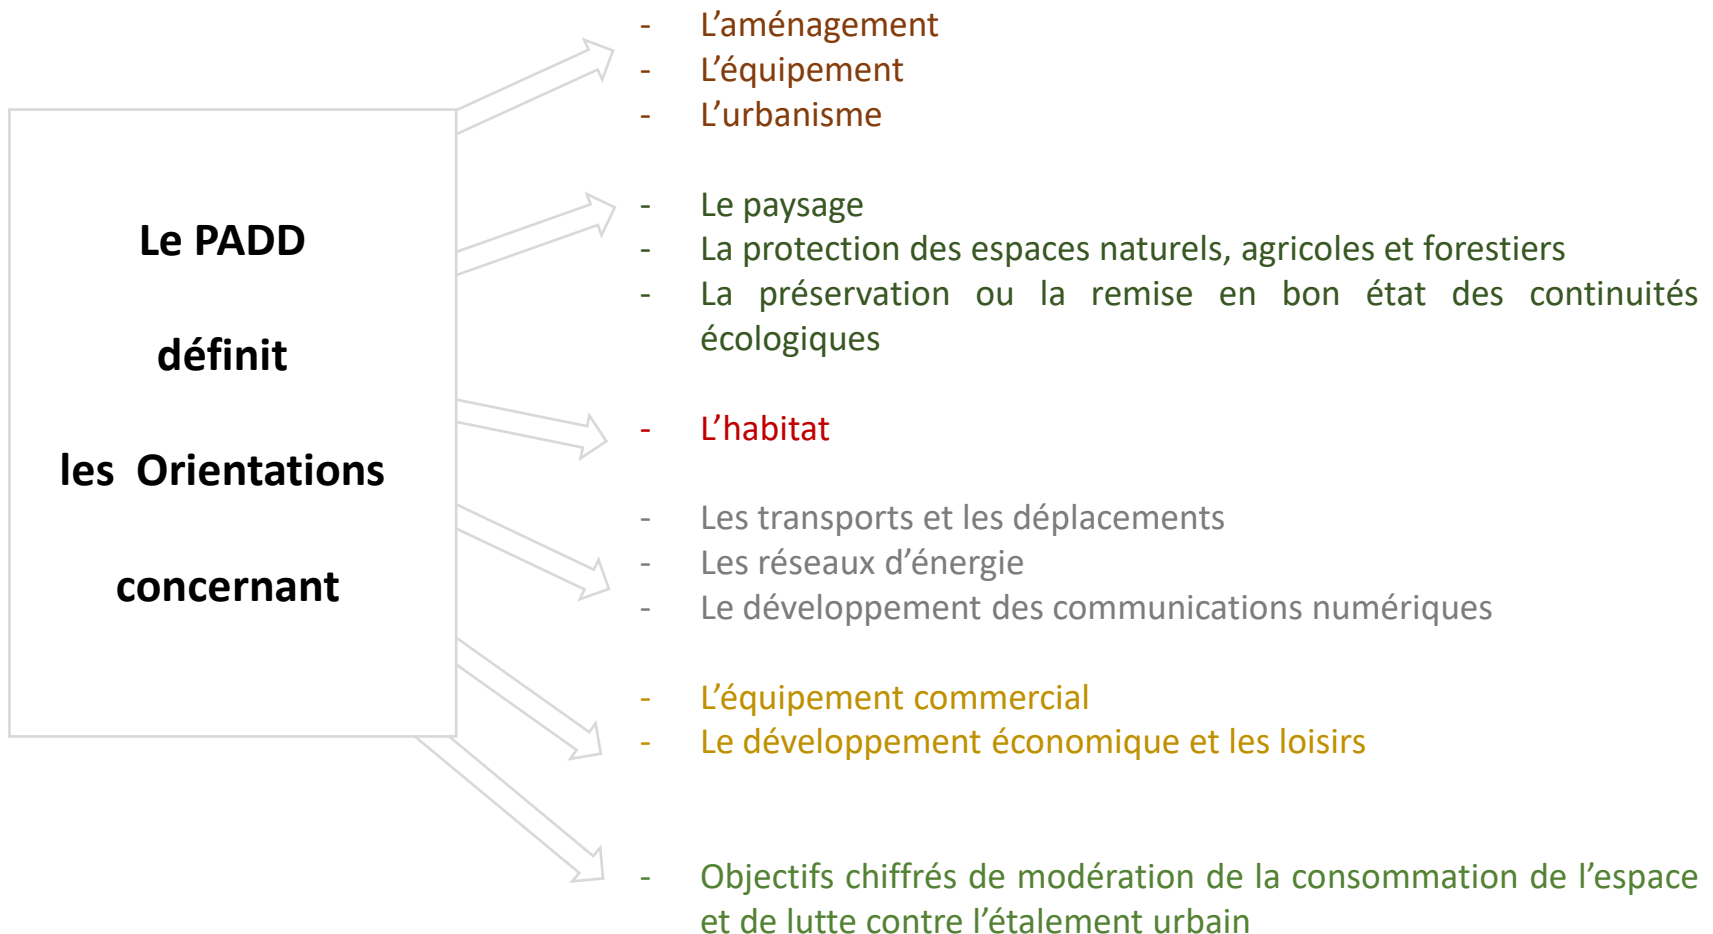 Le PADD
définit
les Orientations
concernant
- L’aménagement
- L’équipement
- L’urbanisme
- Le paysage
- La protection des espaces naturels, agricoles et forestiers
- La préservation ou la remise en bon état des continuités
écologiques
- L’habitat
- Les transports et les déplacements
- Les réseaux d’énergie
- Le développement des communications numériques
- L’équipement commercial
- Le développement économique et les loisirs
- Objectifs chiffrés de modération de la consommation de l’espace
et de lutte contre l’étalement urbain